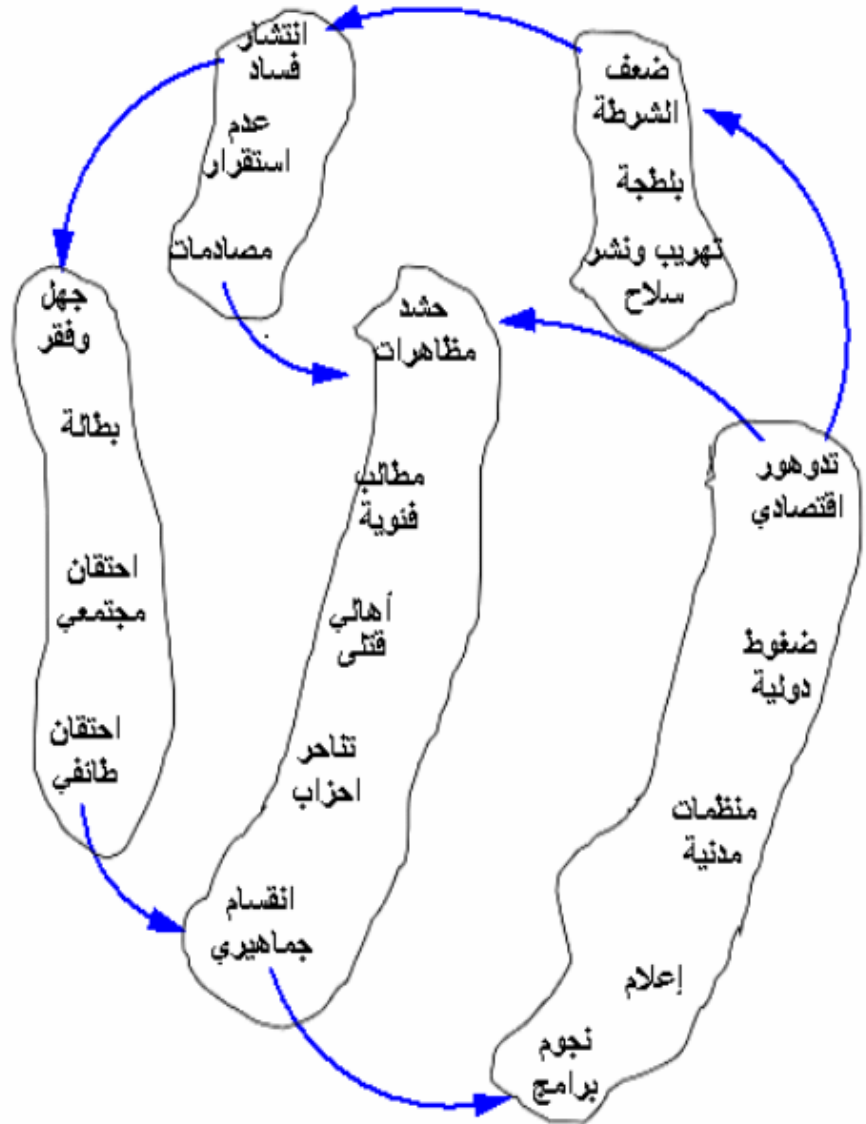 ضعف
الشرطة
بلطجة
تهريب ونشر
سلاح
انتشار
فساد
عدم
استقرار
مصادمات
جهل
وفقر
بطالة
احتقان
مجتمعي
احتقان
طائفي
حشد
مظاهرات
مطالب
فئوية
أهالي
قتلى
تناحر
احزاب
انقسام
جماهيري
تدوهور
اقتصادي
ضغوط
دولية
منظمات
مدنية
إعلام
نجوم
برامج